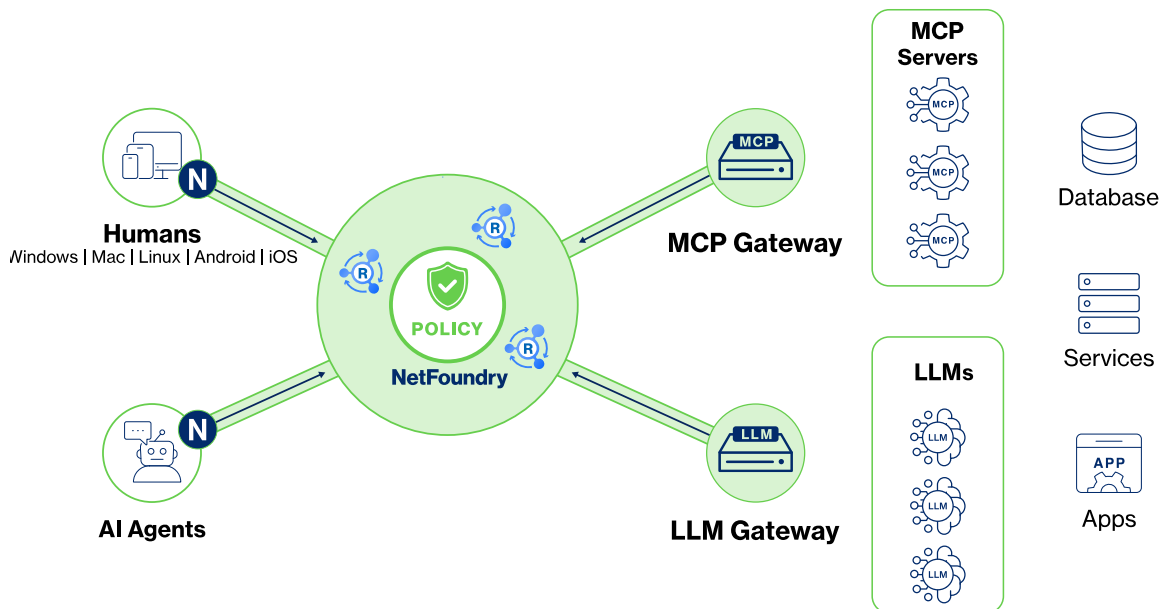 MCP
Servers
MCP
MCP
MCP
MCP
MCP Gateway
N
Humans
Windows | Mac | Linux | Android | iOS
R
R
R
POLICY
NetFoundry
N
AI Agents
LLM
LLM Gateway
LLMs
LLM
LLM
LLM
Database
Services
APP
Apps